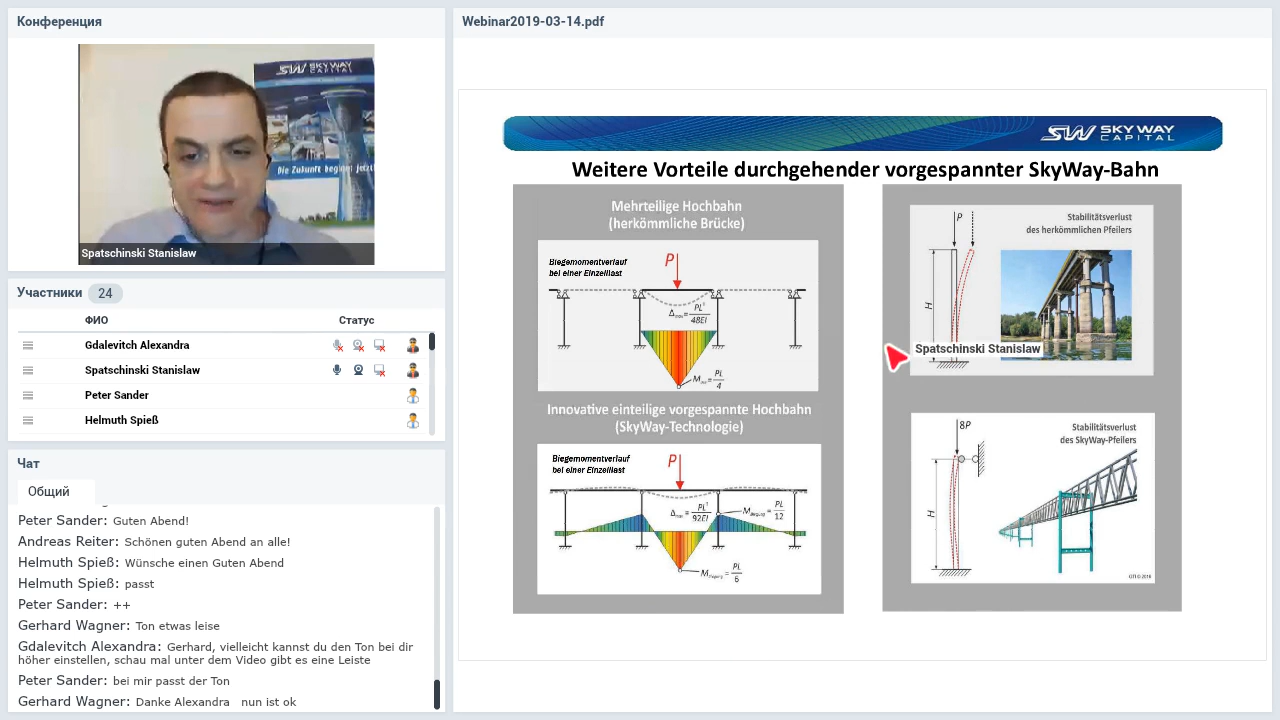 Конференция
SW SKY WAY
CAPITAL
Die Zukunft beginnt jetzt
Spatschinski Stanislaw
Участники 24
ФИО Статус
Gdalevitch Alexandra
Spatschinski Stanislaw
Peter Sander
Helmuth Spieß
Чат
Общий
Peter Sander: Guten Abend!
Andreas Reiter: Schönen guten Abend an alle!
Helmuth Spieß: Wünsche einen Guten Abend
Helmuth Spieß: passt
Peter Sander: ++
Gerhard Wagner: Ton etwas leise
Gdalevitch Alexandra: Gerhard, vielleicht kannst du den Ton bei dir
höher einstellen, schau mal unter dem Video gibt es eine Leiste
Peter Sander: bei mir passt der Ton
Gerhard Wagner: Danke Alexandra nun ist ok
Webinar2019-03-14.pdf
SW SKY WAY
CAPITAL
Weitere Vorteile durchgehender vorgespannter SkyWay-Bahn
Mehrteilige Hochbahn
(herkömmliche Brücke)
Biegemomentverlauf
bei einer Einzellast
P
PL
4
Innovative einteilige vorgespannte Hochbahn
(SkyWay-Technologie)
Biegemomentverlauf
bei einer Einzellast
P
PL
12
PL
6
P
Stabilitätsverlust
des herkömmlichen Pfeilers
H
Spatschinski Stanislaw
8P
Stabilitätsverlust
des SkyWay-Pfeilers
H